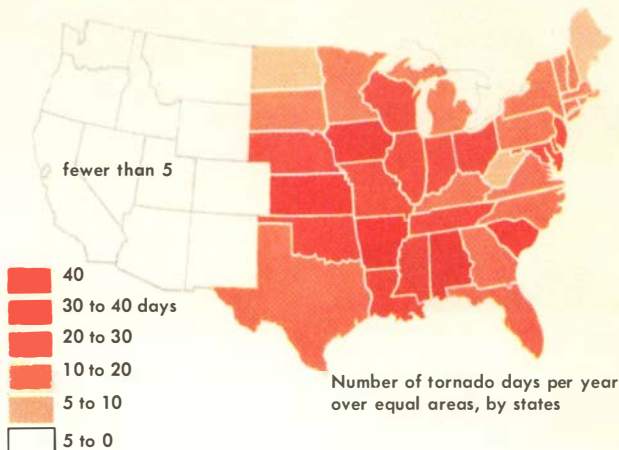 fewer than 5
40
30 to 40 days
20 to 30
10 to 20
5 to 10
5 to 0
Number of tornado days per year
over equal areas, by states